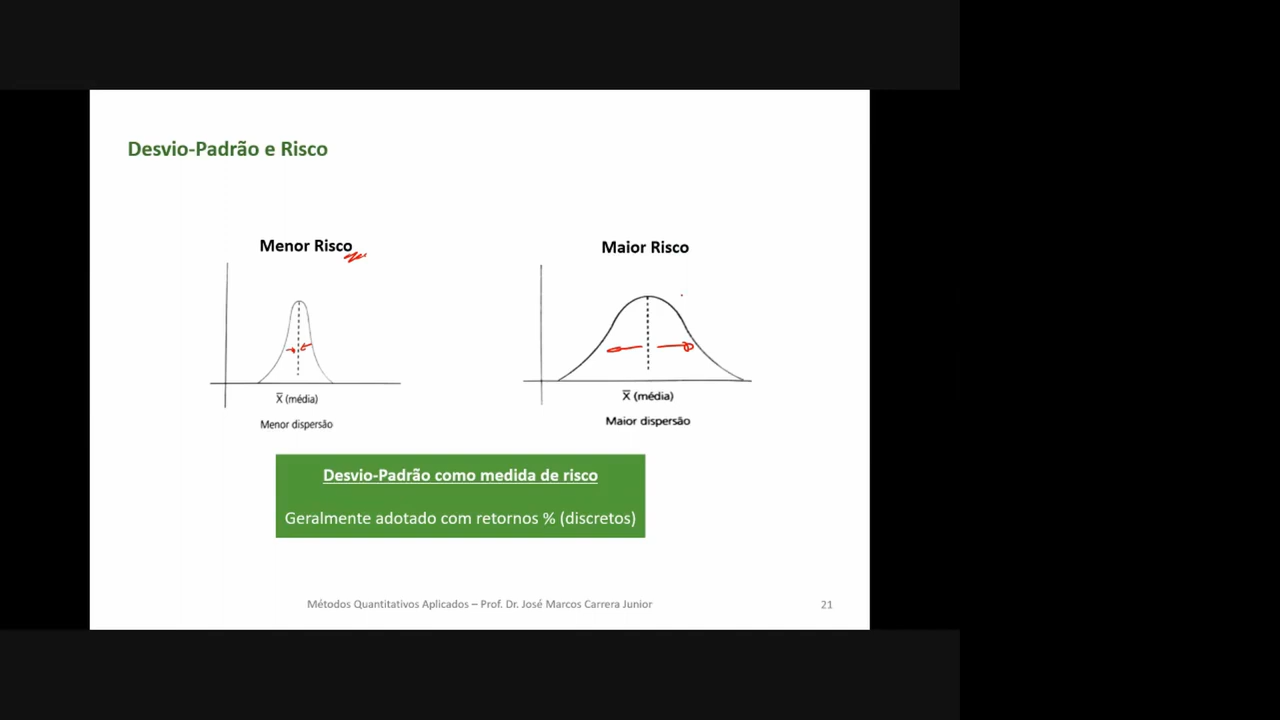 Desvio-Padrão e Risco
Menor Risco
Maior Risco
X̅ (média)
Menor dispersão
X̅ (média)
Maior dispersão
Desvio-Padrão como medida de risco
Geralmente adotado com retornos % (discretos)
Métodos Quantitativos Aplicados – Prof. Dr. José Marcos Carrera Junior
21